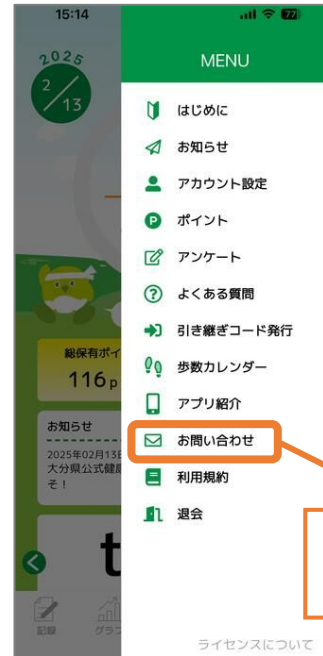 15:14
77
2025
2/13
MENU
はじめに
お知らせ
アカウント設定
P ポイント
アンケート
? よくある質問
引き継ぎコード発行
歩数カレンダー
アプリ紹介
お問い合わせ
利用規約
退会
ライセンスについて
総保有ポイ
116 p
お知らせ
2025年02月13日
大分県公式健康
そ！
t
記録
グラフ